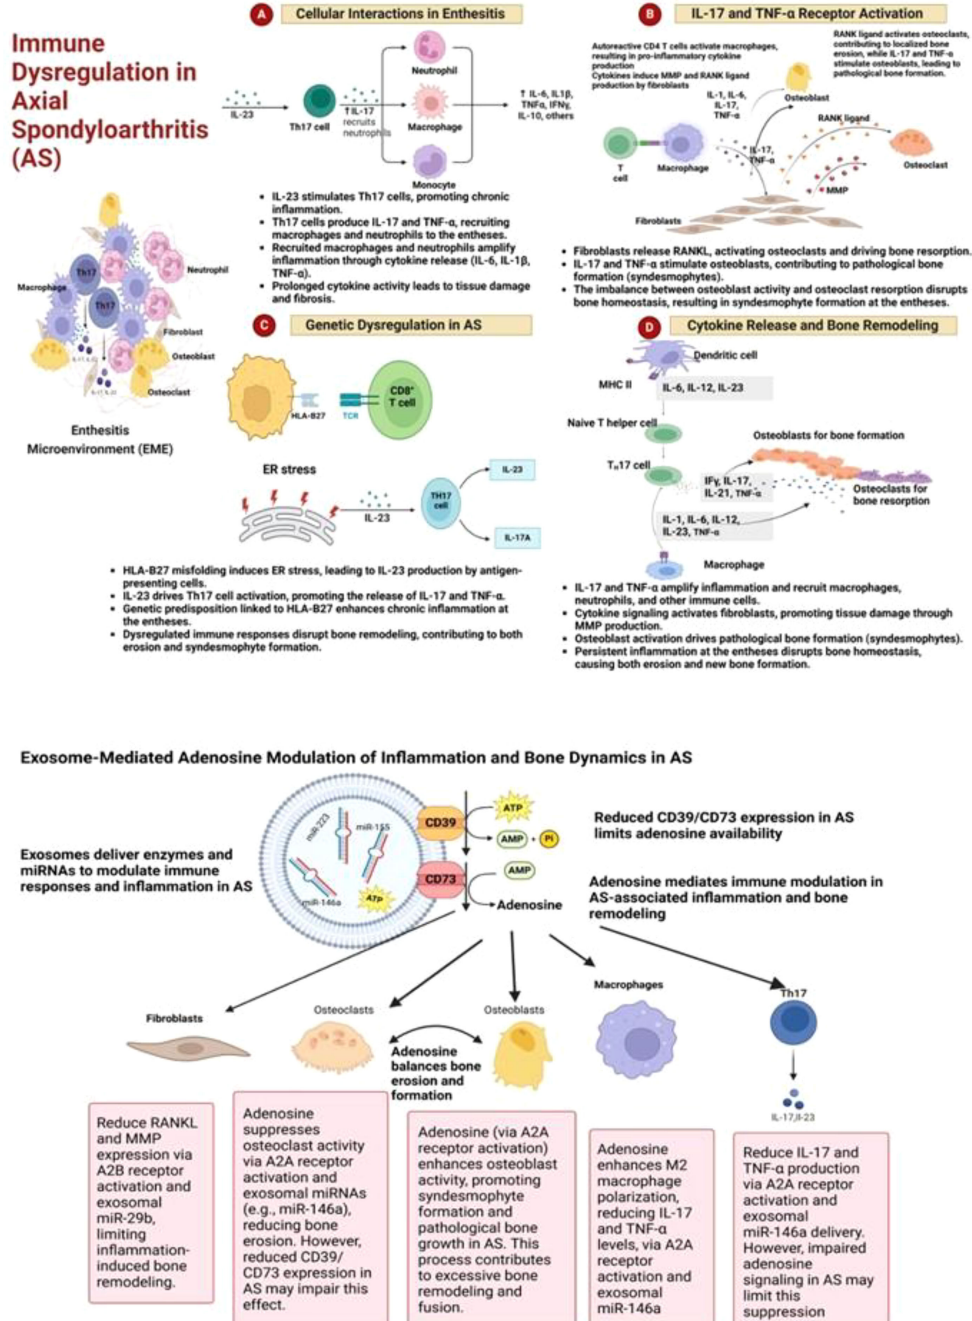 Immune
Dysregulation in
Axial
Spondyloarthritis
(AS)
Th17
Th17
Macrophage
Neutrophil
Fibroblast
Osteoblast
Osteoclast
Enthesitis
Microenvironment (EME)
A
Cellular Interactions in Enthesitis
IL-23
Th17 cell
↑IL-17
recruits
neutrophils
Neutrophil
Macrophage
Monocyte
↑ IL-6, IL1β,
TNFα, IFNγ,
IL-10, others
▪ IL-23 stimulates Th17 cells, promoting chronic
inflammation.
▪ Th17 cells produce IL-17 and TNF-α, recruiting
macrophages and neutrophils to the entheses.
▪ Recruited macrophages and neutrophils amplify
inflammation through cytokine release (IL-6, IL-1β,
TNF-α).
▪ Prolonged cytokine activity leads to tissue damage
and fibrosis.
B
IL-17 and TNF-α Receptor Activation
Autoreactive CD4 T cells activate macrophages,
resulting in pro-inflammatory cytokine
production
Cytokines induce MMP and RANK ligand
production by fibroblasts
RANK ligand activates osteoclasts,
contributing to localized bone
erosion, while IL-17 and TNF-α
stimulate osteoblasts, leading to
pathological bone formation.
IL-1, IL-6,
IL-17,
TNF-α
Osteoblast
RANK ligand
IL-17,
TNF-α
T
cell
Macrophage
Osteoclast
MMP
Fibroblasts
▪ Fibroblasts release RANKL, activating osteoclasts and driving bone resorption.
▪ IL-17 and TNF-α stimulate osteoblasts, contributing to pathological bone
formation (syndesmophytes).
▪ The imbalance between osteoblast activity and osteoclast resorption disrupts
bone homeostasis, resulting in syndesmophyte formation at the entheses.
C
Genetic Dysregulation in AS
HLA-B27
TCR
CD8⁺
T cell
ER stress
IL-23
TH17
cell
IL-23
IL-17A
▪ HLA-B27 misfolding induces ER stress, leading to IL-23 production by antigen-
presenting cells.
▪ IL-23 drives Th17 cell activation, promoting the release of IL-17 and TNF-α.
▪ Genetic predisposition linked to HLA-B27 enhances chronic inflammation at
the entheses.
▪ Dysregulated immune responses disrupt bone remodeling, contributing to both
erosion and syndesmophyte formation.
D
Cytokine Release and Bone Remodeling
Dendritic cell
MHC II
IL-6, IL-12, IL-23
Naive T helper cell
Tₕ17 cell
IFγ, IL-17,
IL-21, TNF-α
Osteoblasts for bone formation
Osteoclasts for
bone resorption
IL-1, IL-6, IL-12,
IL-23, TNF-α
Macrophage
▪ IL-17 and TNF-α amplify inflammation and recruit macrophages,
neutrophils, and other immune cells.
▪ Cytokine signaling activates fibroblasts, promoting tissue damage through
MMP production.
▪ Osteoblast activation drives pathological bone formation (syndesmophytes).
▪ Persistent inflammation at the entheses disrupts bone homeostasis,
causing both erosion and new bone formation.
Exosome-Mediated Adenosine Modulation of Inflammation and Bone Dynamics in AS
Exosomes deliver enzymes and
miRNAs to modulate immune
responses and inflammation in AS
miR-223
miR-155
miR-146a
ATP
CD39
CD73
ATP
AMP + Pi
AMP
Adenosine
Reduced CD39/CD73 expression in AS
limits adenosine availability
Adenosine mediates immune modulation in
AS-associated inflammation and bone
remodeling
Fibroblasts
Osteoclasts
Osteoblasts
Macrophages
Th17
Adenosine
balances bone
erosion and
formation
IL-17,Il-23
Reduce RANKL
and MMP
expression via
A2B receptor
activation and
exosomal
miR-29b,
limiting
inflammation-
induced bone
remodeling.
Adenosine
suppresses
osteoclast activity
via A2A receptor
activation and
exosomal miRNAs
(e.g., miR-146a),
reducing bone
erosion. However,
reduced CD39/
CD73 expression in
AS may impair this
effect.
Adenosine (via A2A
receptor activation)
enhances osteoblast
activity, promoting
syndesmophyte
formation and
pathological bone
growth in AS. This
process contributes
to excessive bone
remodeling and
fusion.
Adenosine
enhances M2
macrophage
polarization,
reducing IL-17
and TNF-α
levels, via A2A
receptor
activation and
exosomal
miR-146a
Reduce IL-17 and
TNF-α production
via A2A receptor
activation and
exosomal
miR-146a delivery.
However, impaired
adenosine
signaling in AS may
limit this
suppression